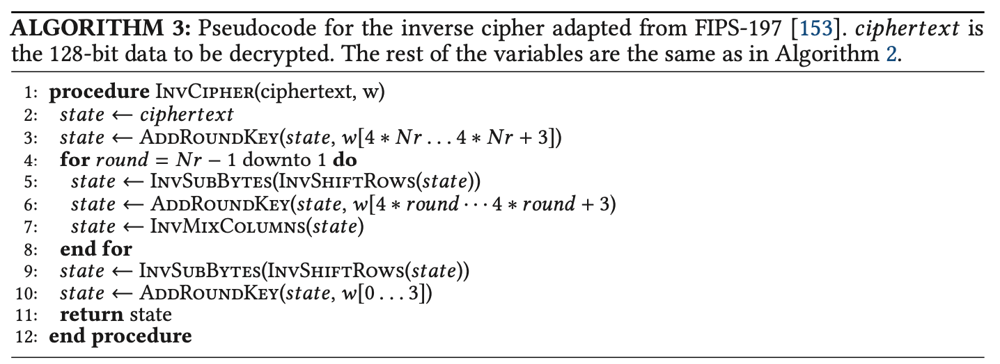 ALGORITHM 3: Pseudocode for the inverse cipher adapted from FIPS-197 [153]. ciphertext is
the 128-bit data to be decrypted. The rest of the variables are the same as in Algorithm 2.
1: procedure InvCipher(ciphertext, w)
2: state ← ciphertext
3: state ← AddRoundKey(state, w[4 * Nr . . . 4 * Nr + 3])
4: for round = Nr − 1 downto 1 do
5: state ← InvSubBytes(InvShiftRows(state))
6: state ← AddRoundKey(state, w[4 * round · · · 4 * round + 3)
7: state ← InvMixColumns(state)
8: end for
9: state ← InvSubBytes(InvShiftRows(state))
10: state ← AddRoundKey(state, w[0 . . . 3])
11: return state
12: end procedure